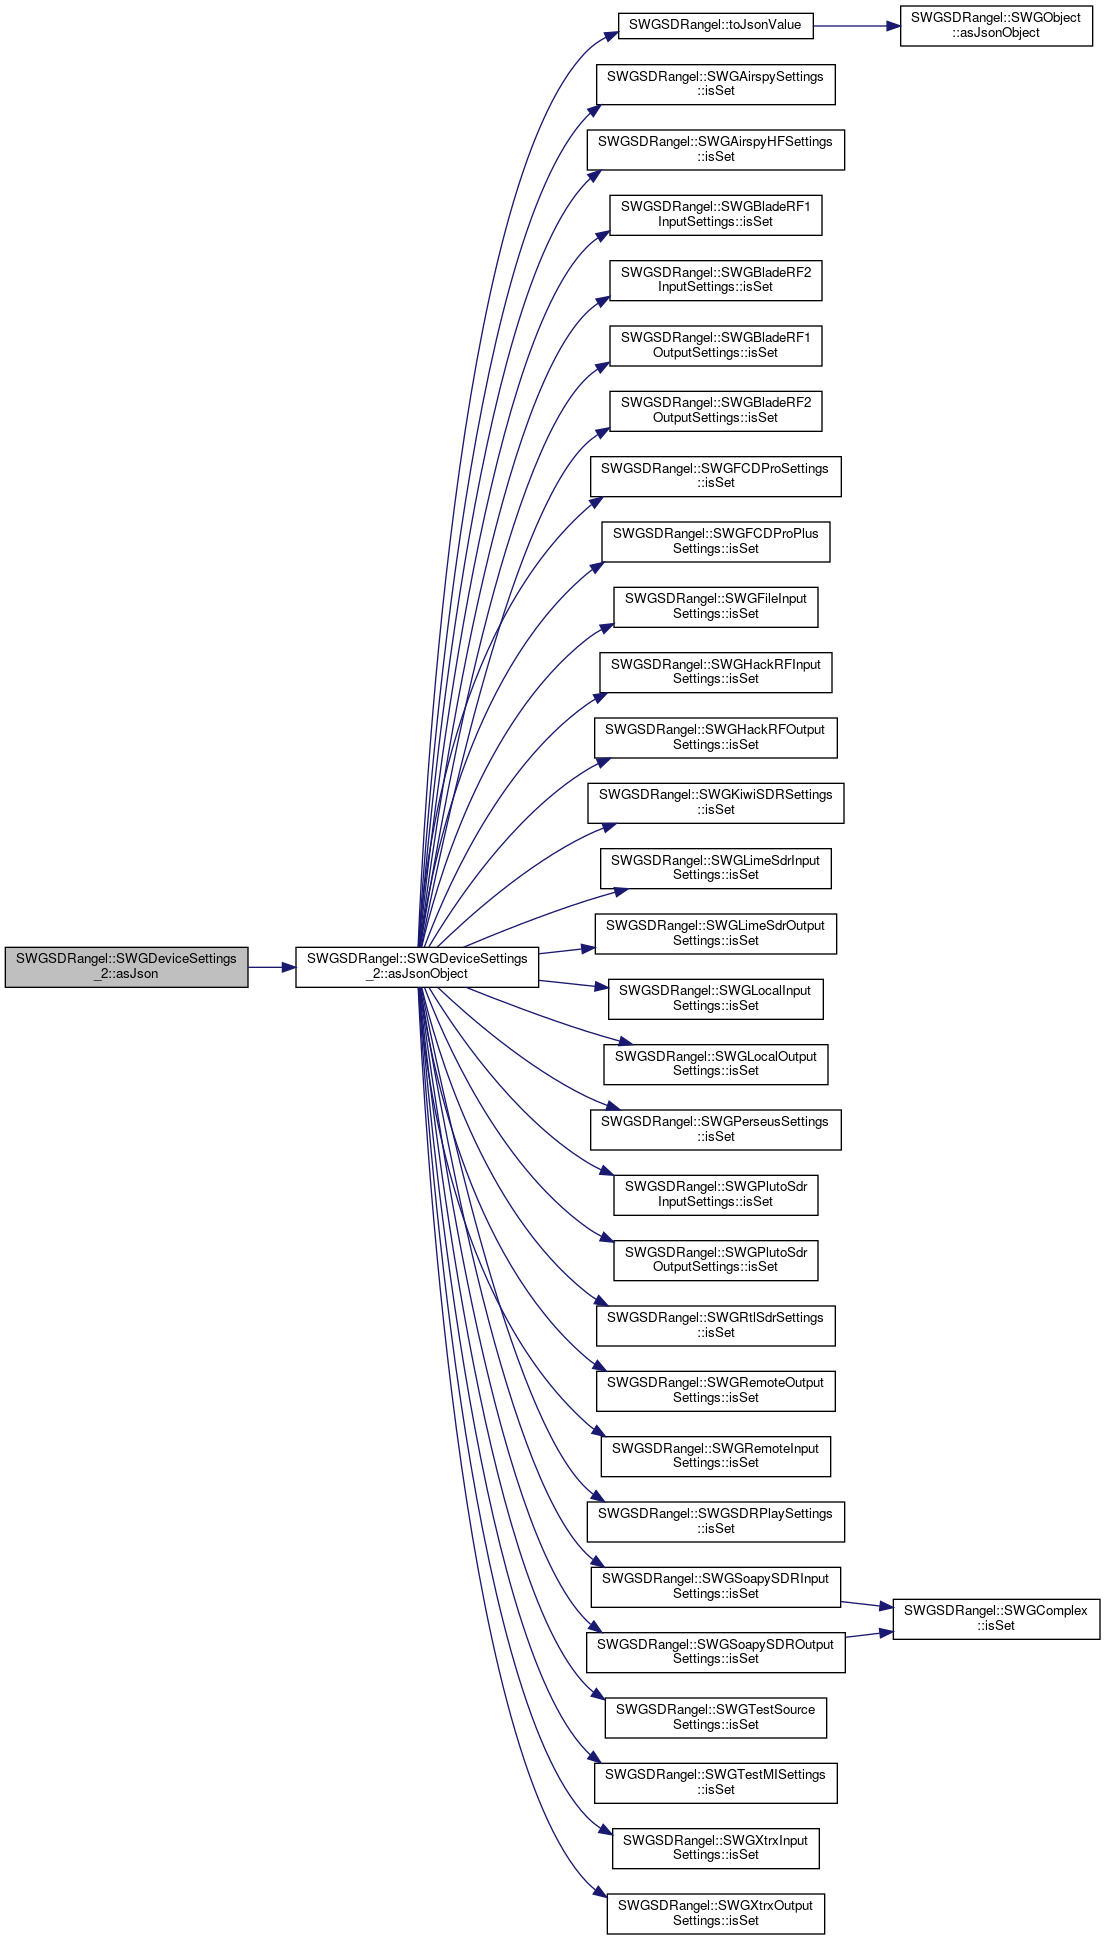 SWGSDRangel::SWGDeviceSettings
_2::asJson
SWGSDRangel::SWGDeviceSettings
_2::asJsonObject
SWGSDRangel::toJsonValue
SWGSDRangel::SWGObject
::asJsonObject
SWGSDRangel::SWGAirspySettings
::isSet
SWGSDRangel::SWGAirspyHFSettings
::isSet
SWGSDRangel::SWGBladeRF1
InputSettings::isSet
SWGSDRangel::SWGBladeRF2
InputSettings::isSet
SWGSDRangel::SWGBladeRF1
OutputSettings::isSet
SWGSDRangel::SWGBladeRF2
OutputSettings::isSet
SWGSDRangel::SWGFCDProSettings
::isSet
SWGSDRangel::SWGFCDProPlus
Settings::isSet
SWGSDRangel::SWGFileInput
Settings::isSet
SWGSDRangel::SWGHackRFInput
Settings::isSet
SWGSDRangel::SWGHackRFOutput
Settings::isSet
SWGSDRangel::SWGKiwiSDRSettings
::isSet
SWGSDRangel::SWGLimeSdrInput
Settings::isSet
SWGSDRangel::SWGLimeSdrOutput
Settings::isSet
SWGSDRangel::SWGLocalInput
Settings::isSet
SWGSDRangel::SWGLocalOutput
Settings::isSet
SWGSDRangel::SWGPerseusSettings
::isSet
SWGSDRangel::SWGPlutoSdr
InputSettings::isSet
SWGSDRangel::SWGPlutoSdr
OutputSettings::isSet
SWGSDRangel::SWGRtlSdrSettings
::isSet
SWGSDRangel::SWGRemoteOutput
Settings::isSet
SWGSDRangel::SWGRemoteInput
Settings::isSet
SWGSDRangel::SWGSDRPlaySettings
::isSet
SWGSDRangel::SWGSoapySDRInput
Settings::isSet
SWGSDRangel::SWGComplex
::isSet
SWGSDRangel::SWGSoapySDROutput
Settings::isSet
SWGSDRangel::SWGTestSource
Settings::isSet
SWGSDRangel::SWGTestMISettings
::isSet
SWGSDRangel::SWGXtrxInput
Settings::isSet
SWGSDRangel::SWGXtrxOutput
Settings::isSet